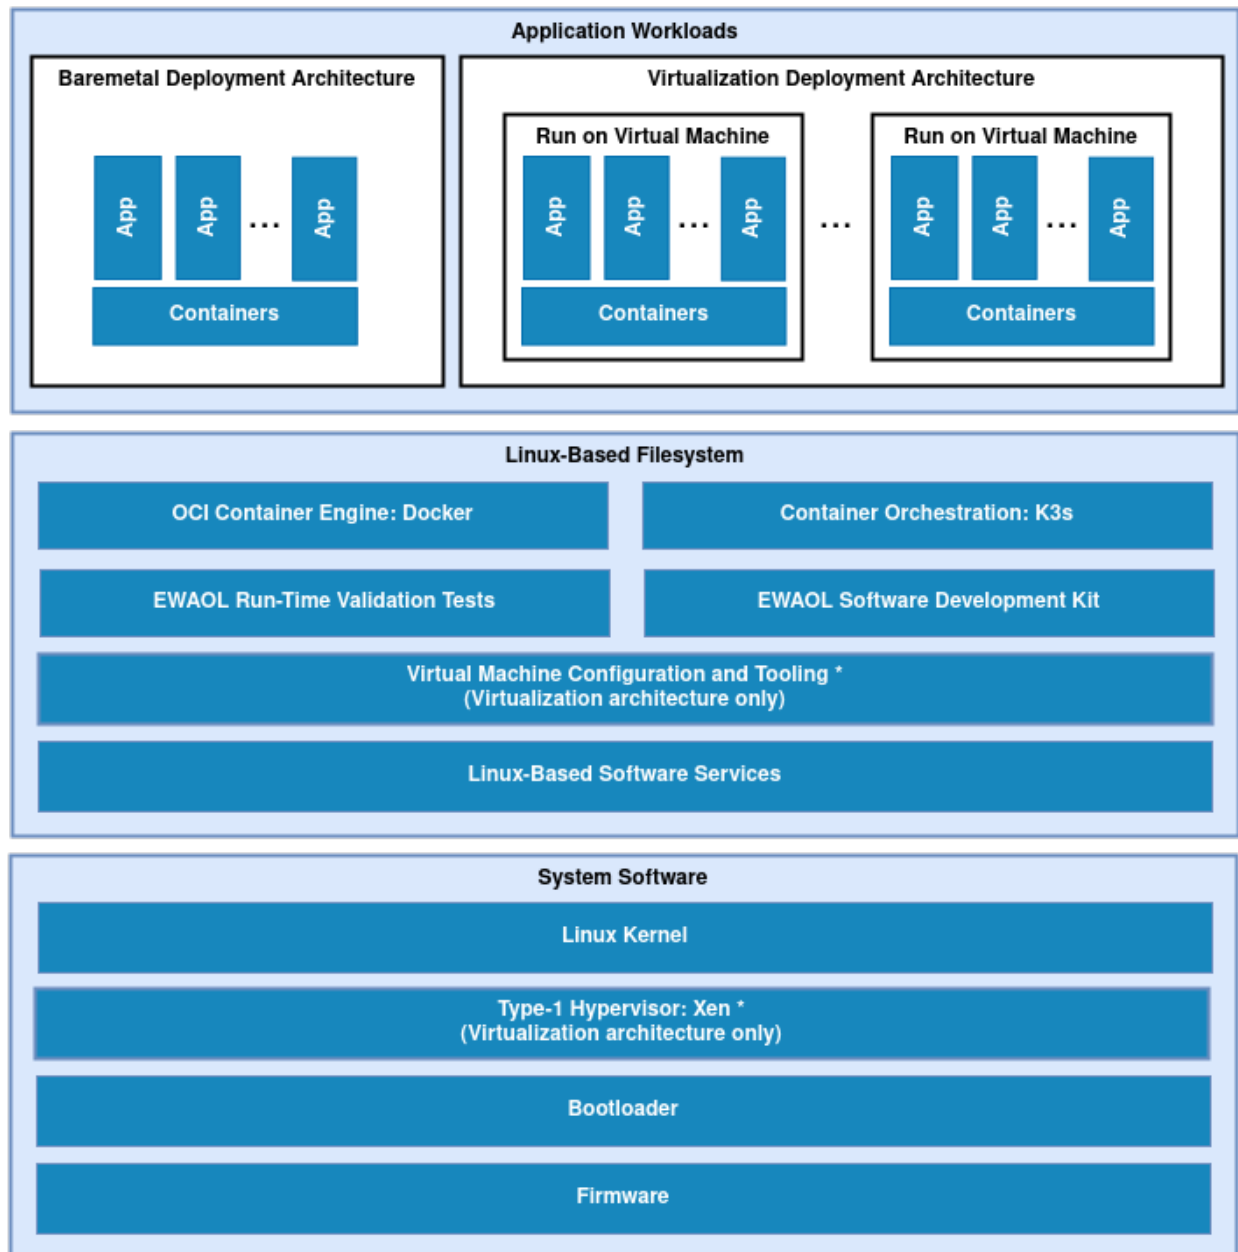 Application Workloads
Baremetal Deployment Architecture
App
App
...
App
Containers
Virtualization Deployment Architecture
Run on Virtual Machine
App
App
...
App
Containers
...
Run on Virtual Machine
App
App
...
App
Containers
Linux-Based Filesystem
OCI Container Engine: Docker
Container Orchestration: K3s
EWAOL Run-Time Validation Tests
EWAOL Software Development Kit
Virtual Machine Configuration and Tooling *
(Virtualization architecture only)
Linux-Based Software Services
System Software
Linux Kernel
Type-1 Hypervisor: Xen *
(Virtualization architecture only)
Bootloader
Firmware